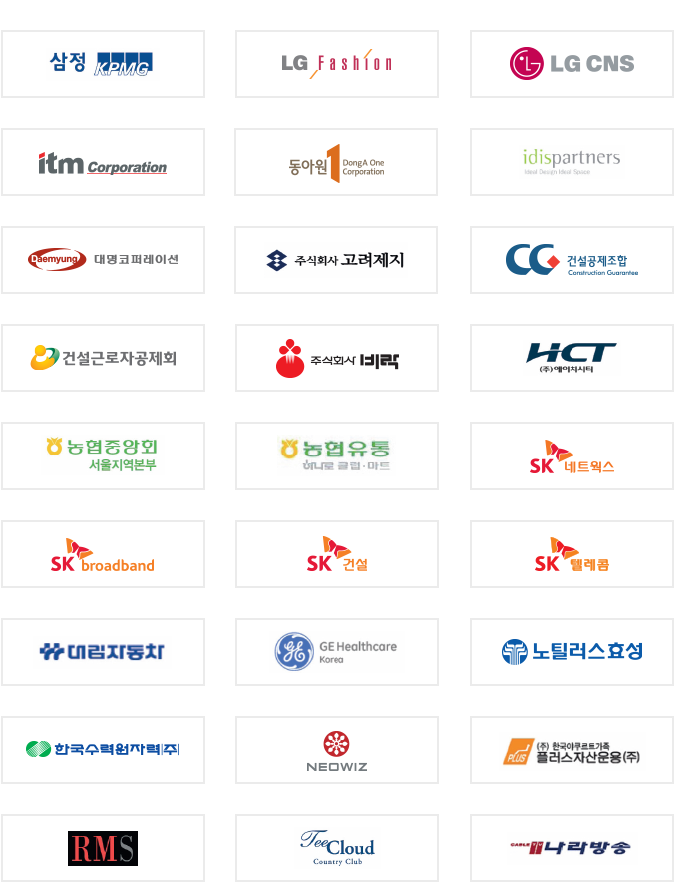 삼정 KPMG
LG Fashion
LG CNS
itm Corporation
동아원 1 DongA One
Corporation
idispartners
Ideal Design Ideal Space
Daemyung 대명코퍼레이션
주식회사 고려제지
CG 건설공제조합
Construction Guarantee
건설근로자공제회
주식회사 벼락
HCT
(주)에이치시티
농협중앙회
서울지역본부
농협유통
하나로 클럽·마트
SK 네트웍스
SK broadband
SK 건설
SK 텔레콤
대림자동차
GE GE Healthcare
Korea
노틸러스효성
한국수력원자력(주)
NEOWIZ
PLUS (주) 한국야쿠르트가족
플러스자산운용(주)
RMS
TeeCloud
Country Club
CABLE 나라방송